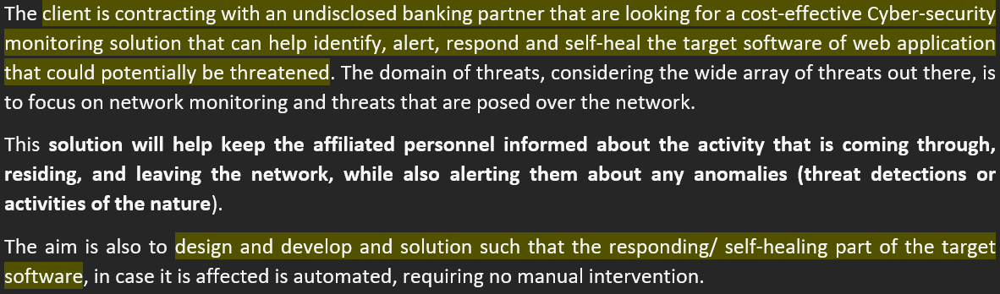 The client is contracting with an undisclosed banking partner that are looking for a cost-effective Cyber-security
monitoring solution that can help identify, alert, respond and self-heal the target software of web application
that could potentially be threatened. The domain of threats, considering the wide array of threats out there, is
to focus on network monitoring and threats that are posed over the network.
This solution will help keep the affiliated personnel informed about the activity that is coming through,
residing, and leaving the network, while also alerting them about any anomalies (threat detections or
activities of the nature).
The aim is also to design and develop and solution such that the responding/ self-healing part of the target
software, in case it is affected is automated, requiring no manual intervention.